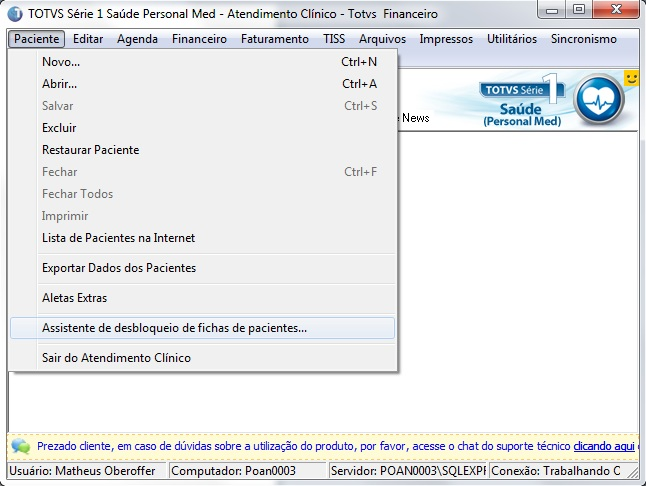 TOTVS Série 1 Saúde Personal Med - Atendimento Clínico - Totvs Financeiro
Paciente Editar Agenda Financeiro Faturamento TISS Arquivos Impressos Utilitários Sincronismo
Novo... Ctrl+N
Abrir... Ctrl+A
Salvar Ctrl+S
Excluir
Restaurar Paciente
Fechar Ctrl+F
Fechar Todos
Imprimir
Lista de Pacientes na Internet
Exportar Dados dos Pacientes
Aletas Extras
Assistente de desbloqueio de fichas de pacientes...
Sair do Atendimento Clínico
e News
TOTVS Série 1
Saúde
(Personal Med)
Prezado cliente, em caso de dúvidas sobre a utilização do produto, por favor, acesse o chat do suporte técnico clicando aqui
Usuário: Matheus Oberoffer Computador: Poan0003 Servidor: POAN0003\SQLEXP Conexão: Trabalhando O